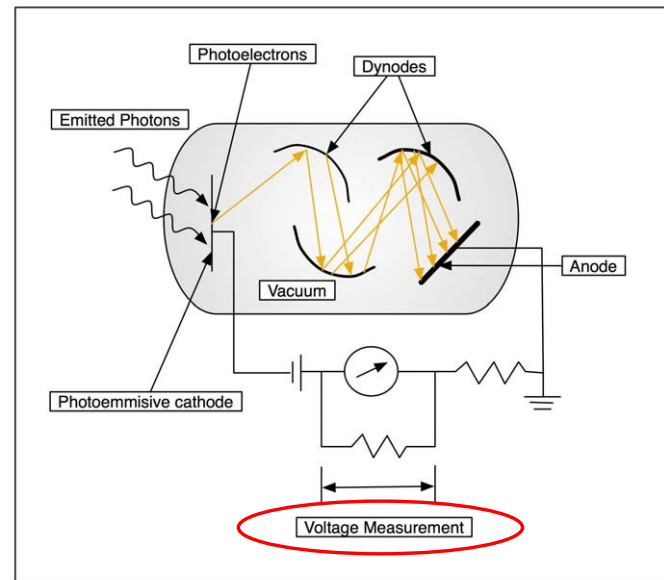 Photoelectrons
Dynodes
Emitted Photons
Vacuum
Anode
Photoemmisive cathode
Voltage Measurement